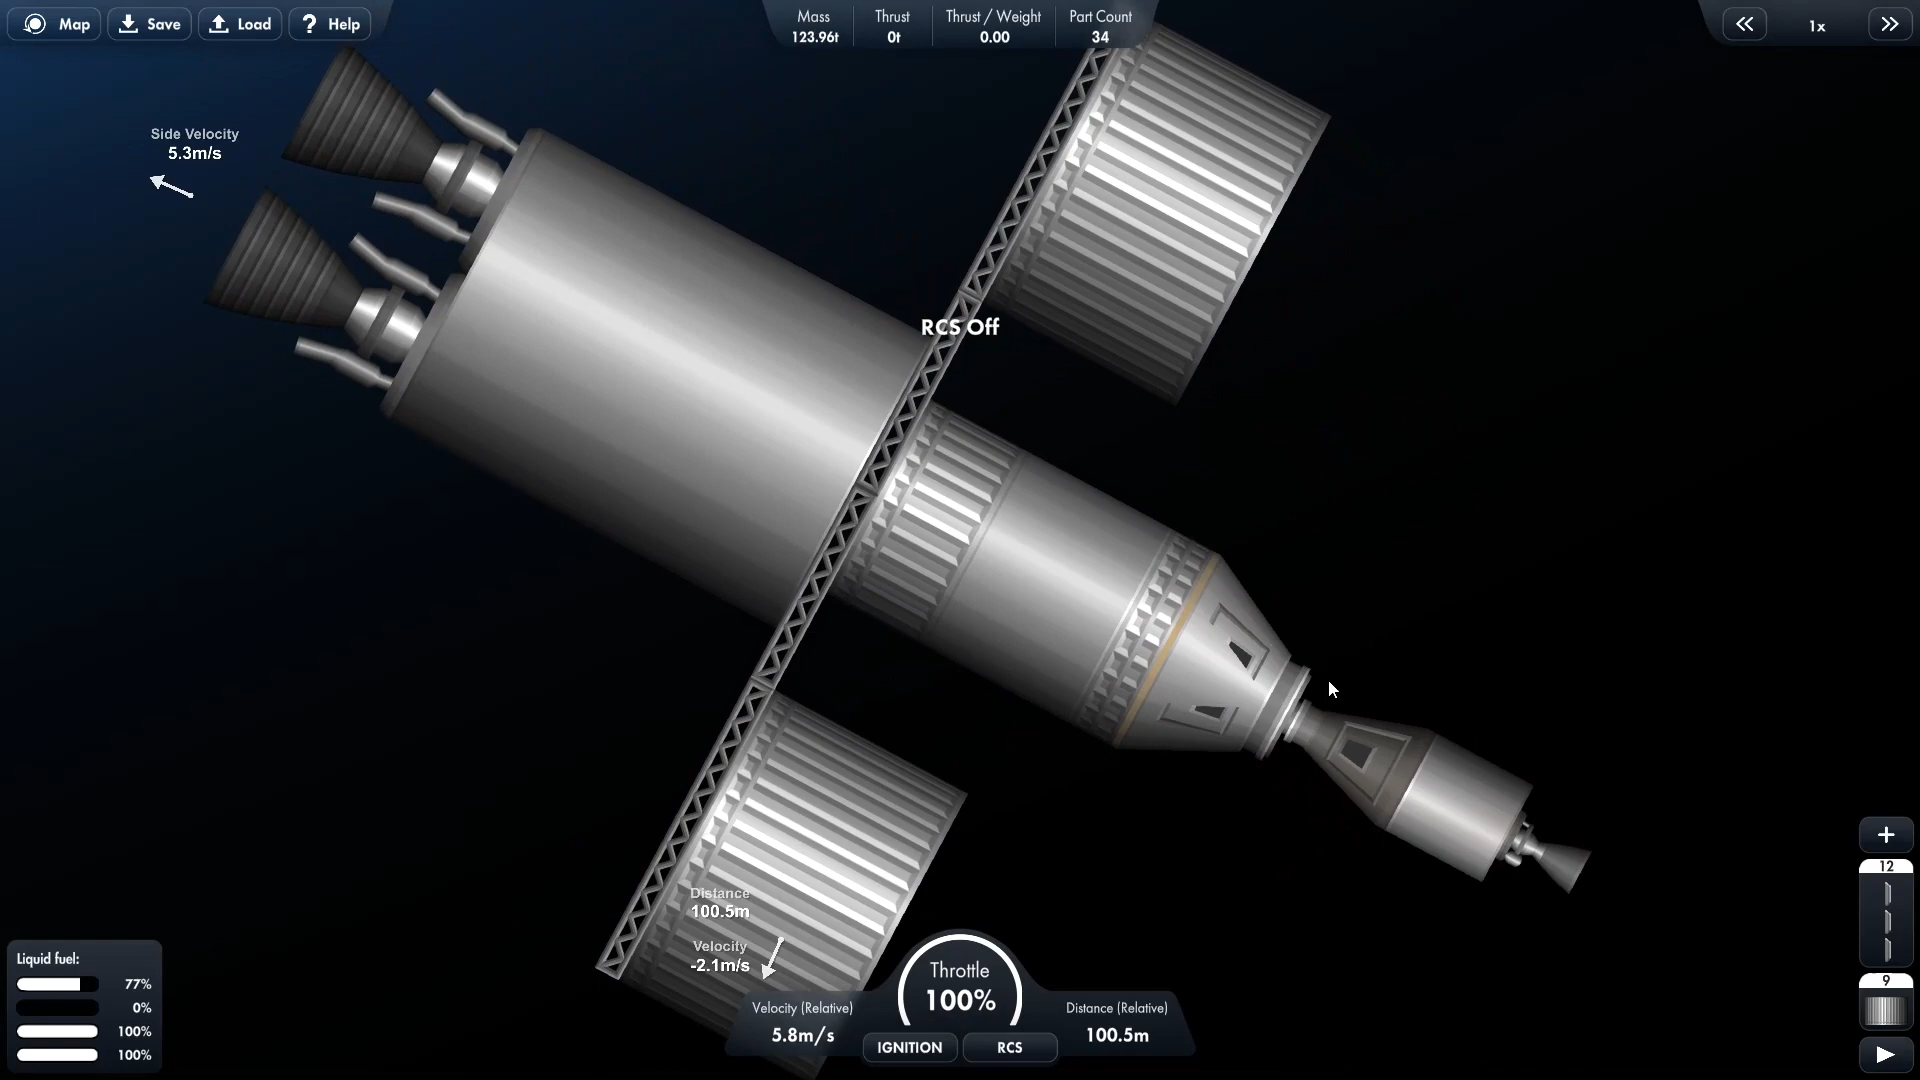 Map
Save
Load
? Help
Mass
123.96t
Thrust
0t
Thrust / Weight
0.00
Part Count
34
1x
Side Velocity
5.3m/s
RCS Off
Distance
100.5m
Velocity
-2.1m/s
Throttle
100%
Velocity (Relative)
5.8m/s
IGNITION
RCS
Distance (Relative)
100.5m
Liquid fuel:
77%
0%
100%
100%
12
9